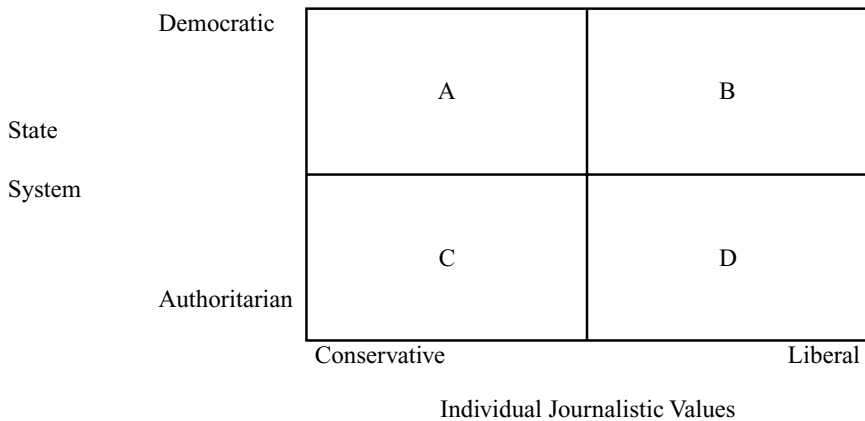 Democratic
A B
State
System
C D
Authoritarian
Conservative Liberal
Individual Journalistic Values